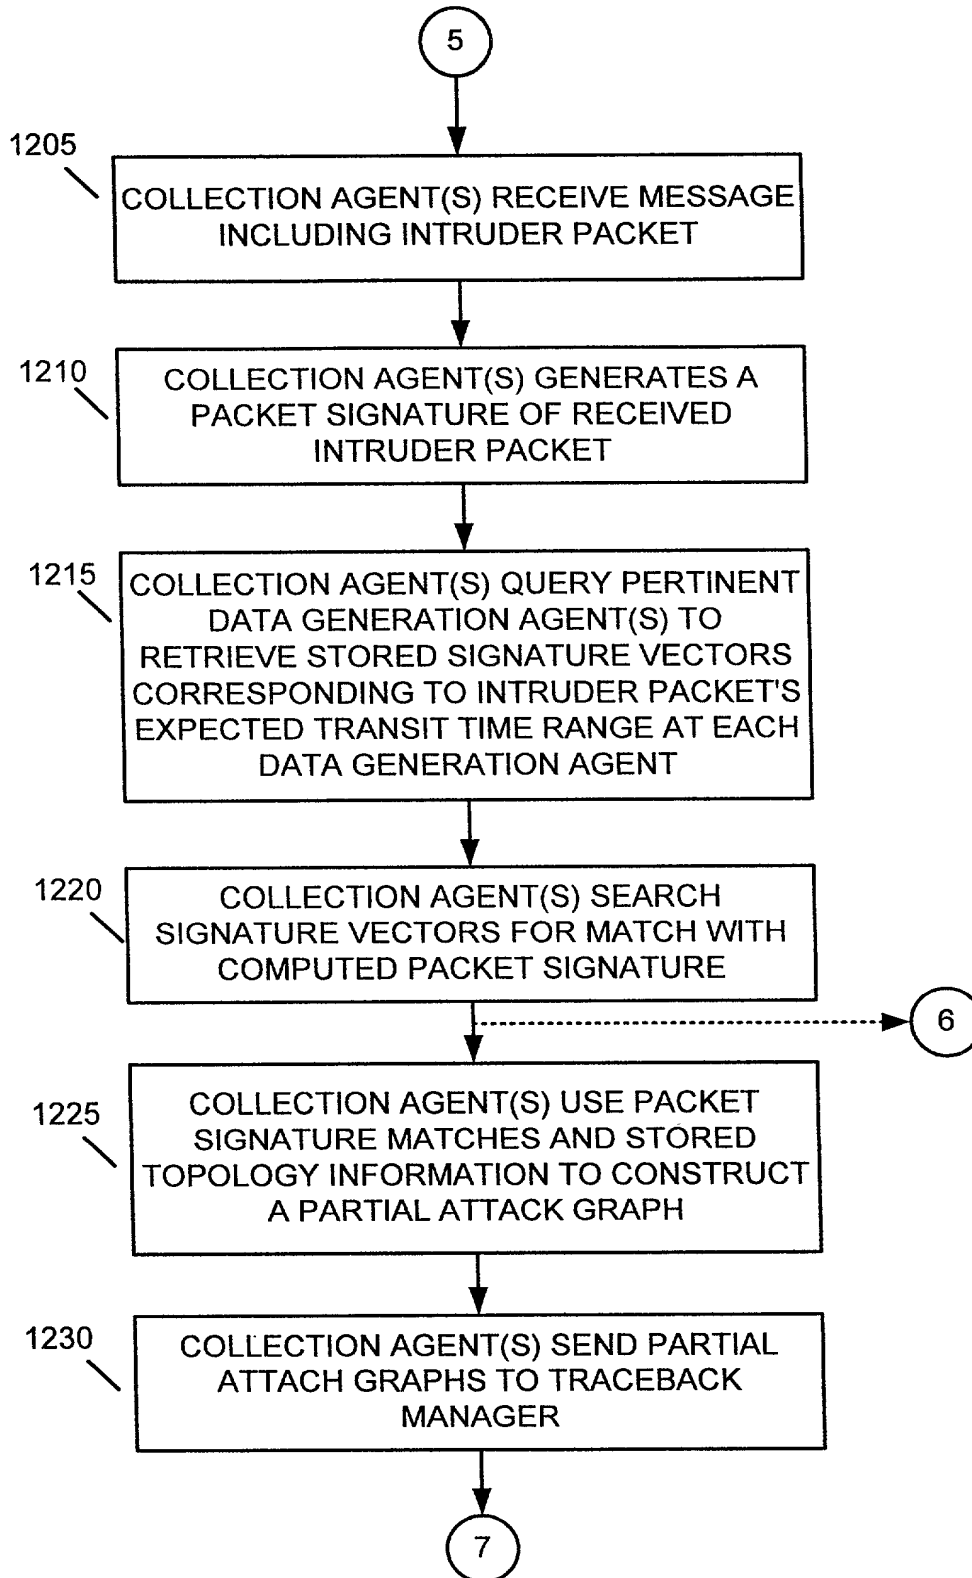 5
1205
COLLECTION AGENT(S) RECEIVE MESSAGE
INCLUDING INTRUDER PACKET
1210
COLLECTION AGENT(S) GENERATES A
PACKET SIGNATURE OF RECEIVED
INTRUDER PACKET
1215
COLLECTION AGENT(S) QUERY PERTINENT
DATA GENERATION AGENT(S) TO
RETRIEVE STORED SIGNATURE VECTORS
CORRESPONDING TO INTRUDER PACKET'S
EXPECTED TRANSIT TIME RANGE AT EACH
DATA GENERATION AGENT
1220
COLLECTION AGENT(S) SEARCH
SIGNATURE VECTORS FOR MATCH WITH
COMPUTED PACKET SIGNATURE
6
1225
COLLECTION AGENT(S) USE PACKET
SIGNATURE MATCHES AND STORED
TOPOLOGY INFORMATION TO CONSTRUCT
A PARTIAL ATTACK GRAPH
1230
COLLECTION AGENT(S) SEND PARTIAL
ATTACH GRAPHS TO TRACEBACK
MANAGER
7